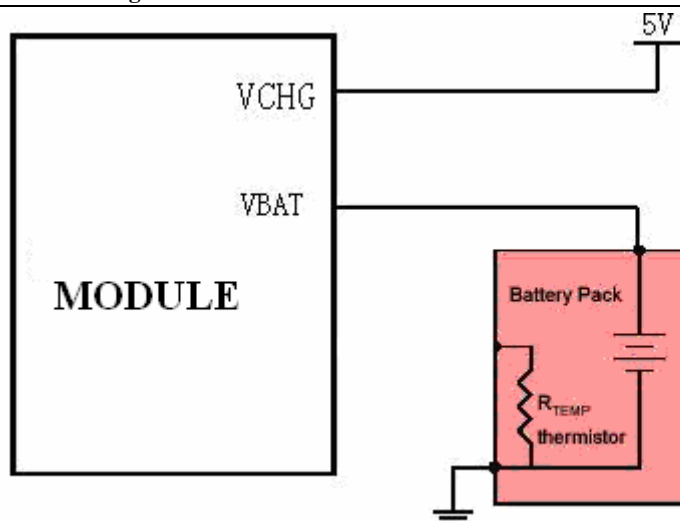 5V
VCHG
VBAT
MODULE
Battery Pack
RTEMP
thermistor